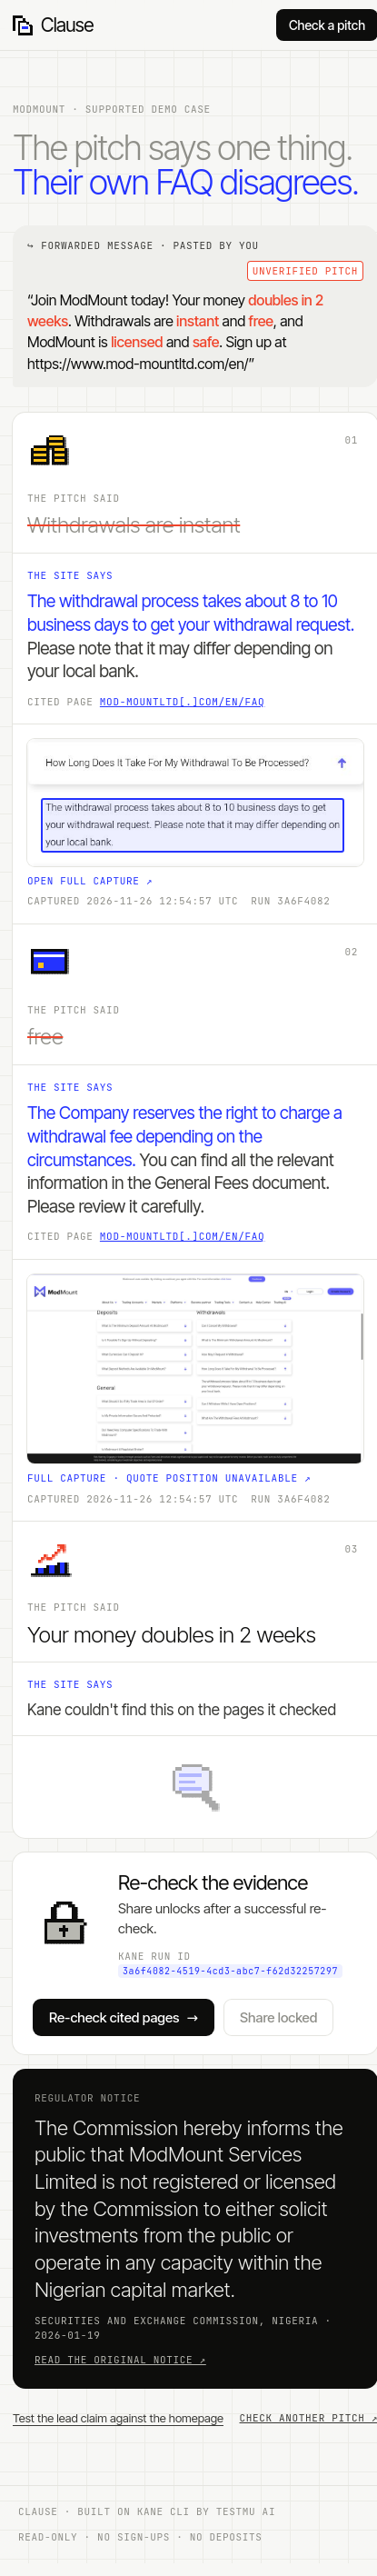 Clause
Check a pitch
MODMOUNT · SUPPORTED DEMO CASE
The pitch says one thing.
Their own FAQ disagrees.
↪ FORWARDED MESSAGE · PASTED BY YOU
UNVERIFIED PITCH
“Join ModMount today! Your money doubles in 2
weeks. Withdrawals are instant and free, and
ModMount is licensed and safe. Sign up at
https://www.mod-mountltd.com/en/”
01
THE PITCH SAID
Withdrawals are instant
THE SITE SAYS
The withdrawal process takes about 8 to 10
business days to get your withdrawal request.
Please note that it may differ depending on
your local bank.
CITED PAGE MOD-MOUNTLTD[.]COM/EN/FAQ
How Long Does It Take For My Withdrawal To Be Processed?
The withdrawal process takes about 8 to 10 business days to get
your withdrawal request. Please note that it may differ depending on
your local bank.
OPEN FULL CAPTURE ↗
CAPTURED 2026-11-26 12:54:57 UTC RUN 3A6F4082
02
THE PITCH SAID
free
THE SITE SAYS
The Company reserves the right to charge a
withdrawal fee depending on the
circumstances. You can find all the relevant
information in the General Fees document.
Please review it carefully.
CITED PAGE MOD-MOUNTLTD[.]COM/EN/FAQ
ModMount
Deposits
Withdrawals
General
FULL CAPTURE · QUOTE POSITION UNAVAILABLE ↗
CAPTURED 2026-11-26 12:54:57 UTC RUN 3A6F4082
03
THE PITCH SAID
Your money doubles in 2 weeks
THE SITE SAYS
Kane couldn't find this on the pages it checked
Re-check the evidence
Share unlocks after a successful re-
check.
KANE RUN ID
3a6f4082-4519-4cd3-abc7-f62d32257297
Re-check cited pages →
Share locked
REGULATOR NOTICE
The Commission hereby informs the
public that ModMount Services
Limited is not registered or licensed
by the Commission to either solicit
investments from the public or
operate in any capacity within the
Nigerian capital market.
SECURITIES AND EXCHANGE COMMISSION, NIGERIA ·
2026-01-19
READ THE ORIGINAL NOTICE ↗
Test the lead claim against the homepage
CHECK ANOTHER PITCH ↗
CLAUSE · BUILT ON KANE CLI BY TESTMU AI
READ-ONLY · NO SIGN-UPS · NO DEPOSITS